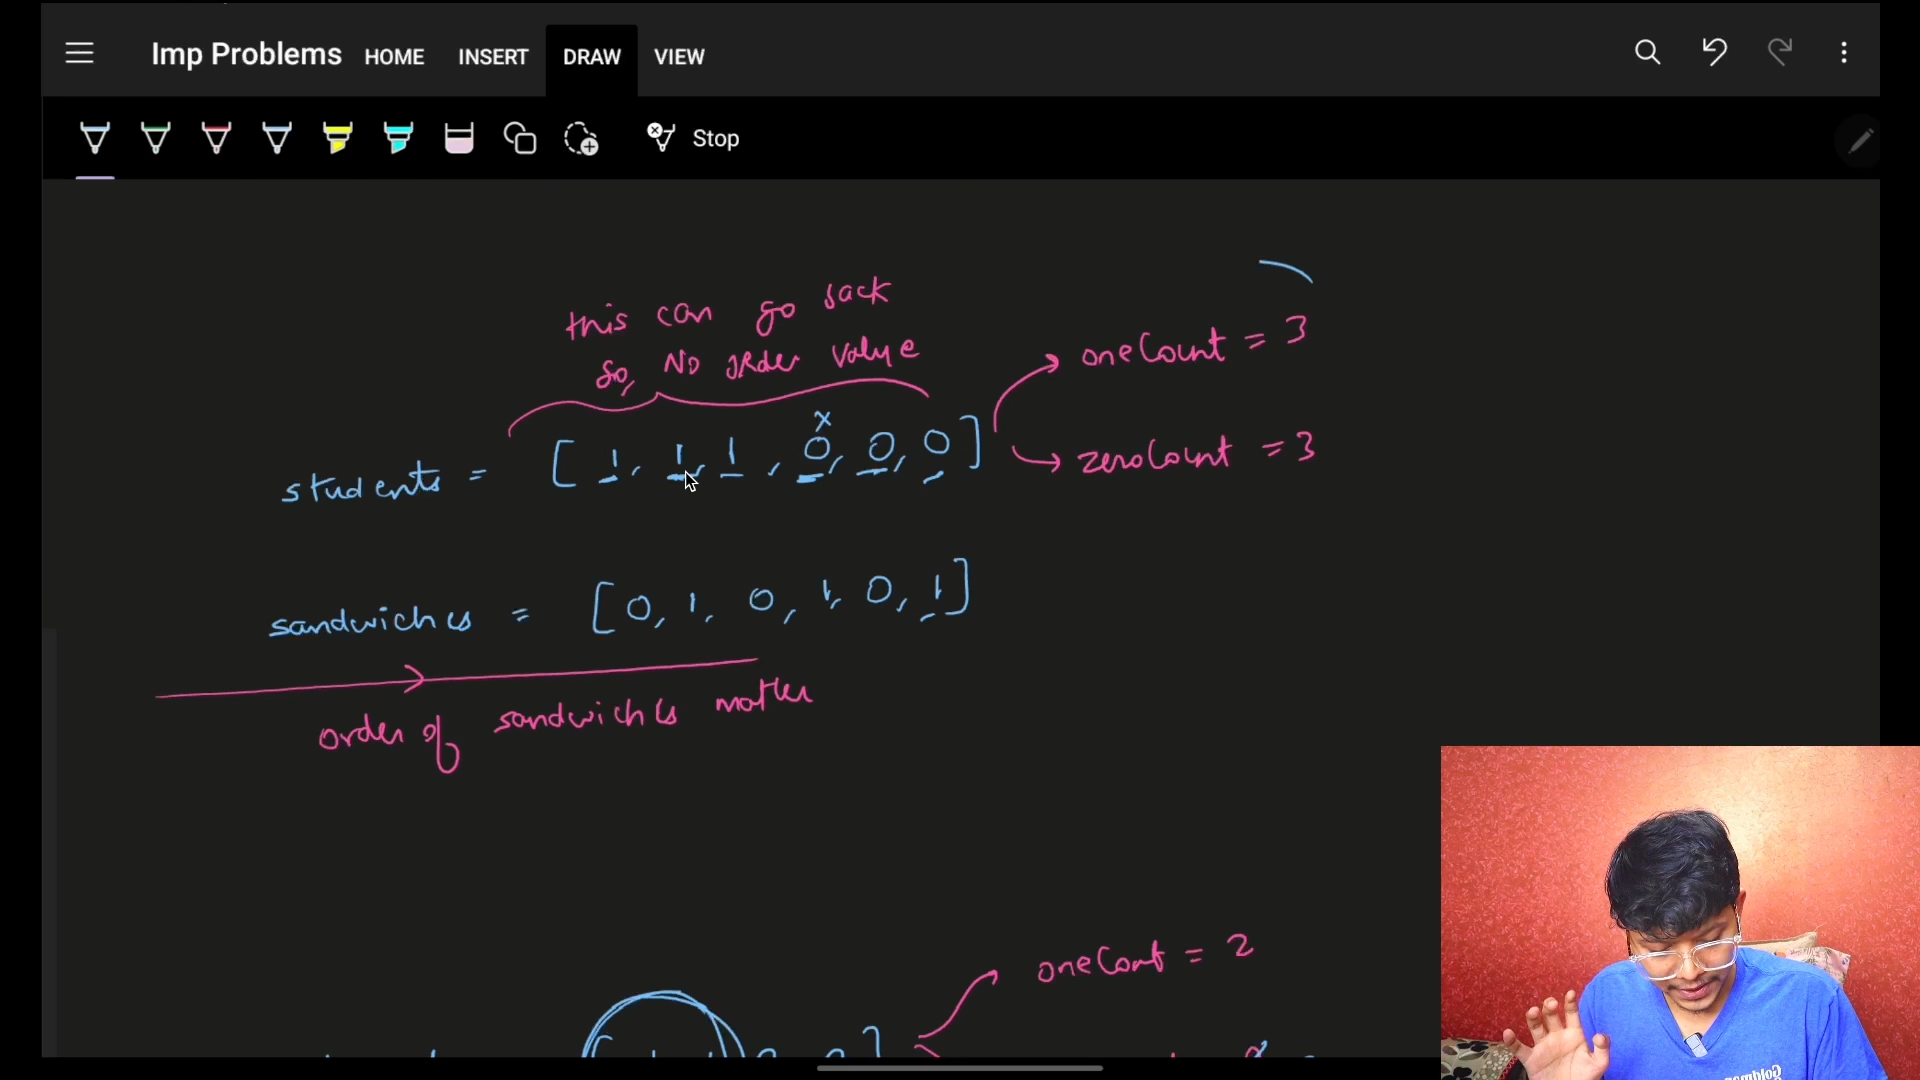 Imp Problems HOME INSERT DRAW VIEW
Stop
this can go back
so, No order value
oneCount = 3
x
students = [1, 1, 1, 0, 0, 0]
zeroCount = 3
sandwiches = [0, 1, 0, 1, 0, 1]
order of sandwiches matter
oneCont = 2